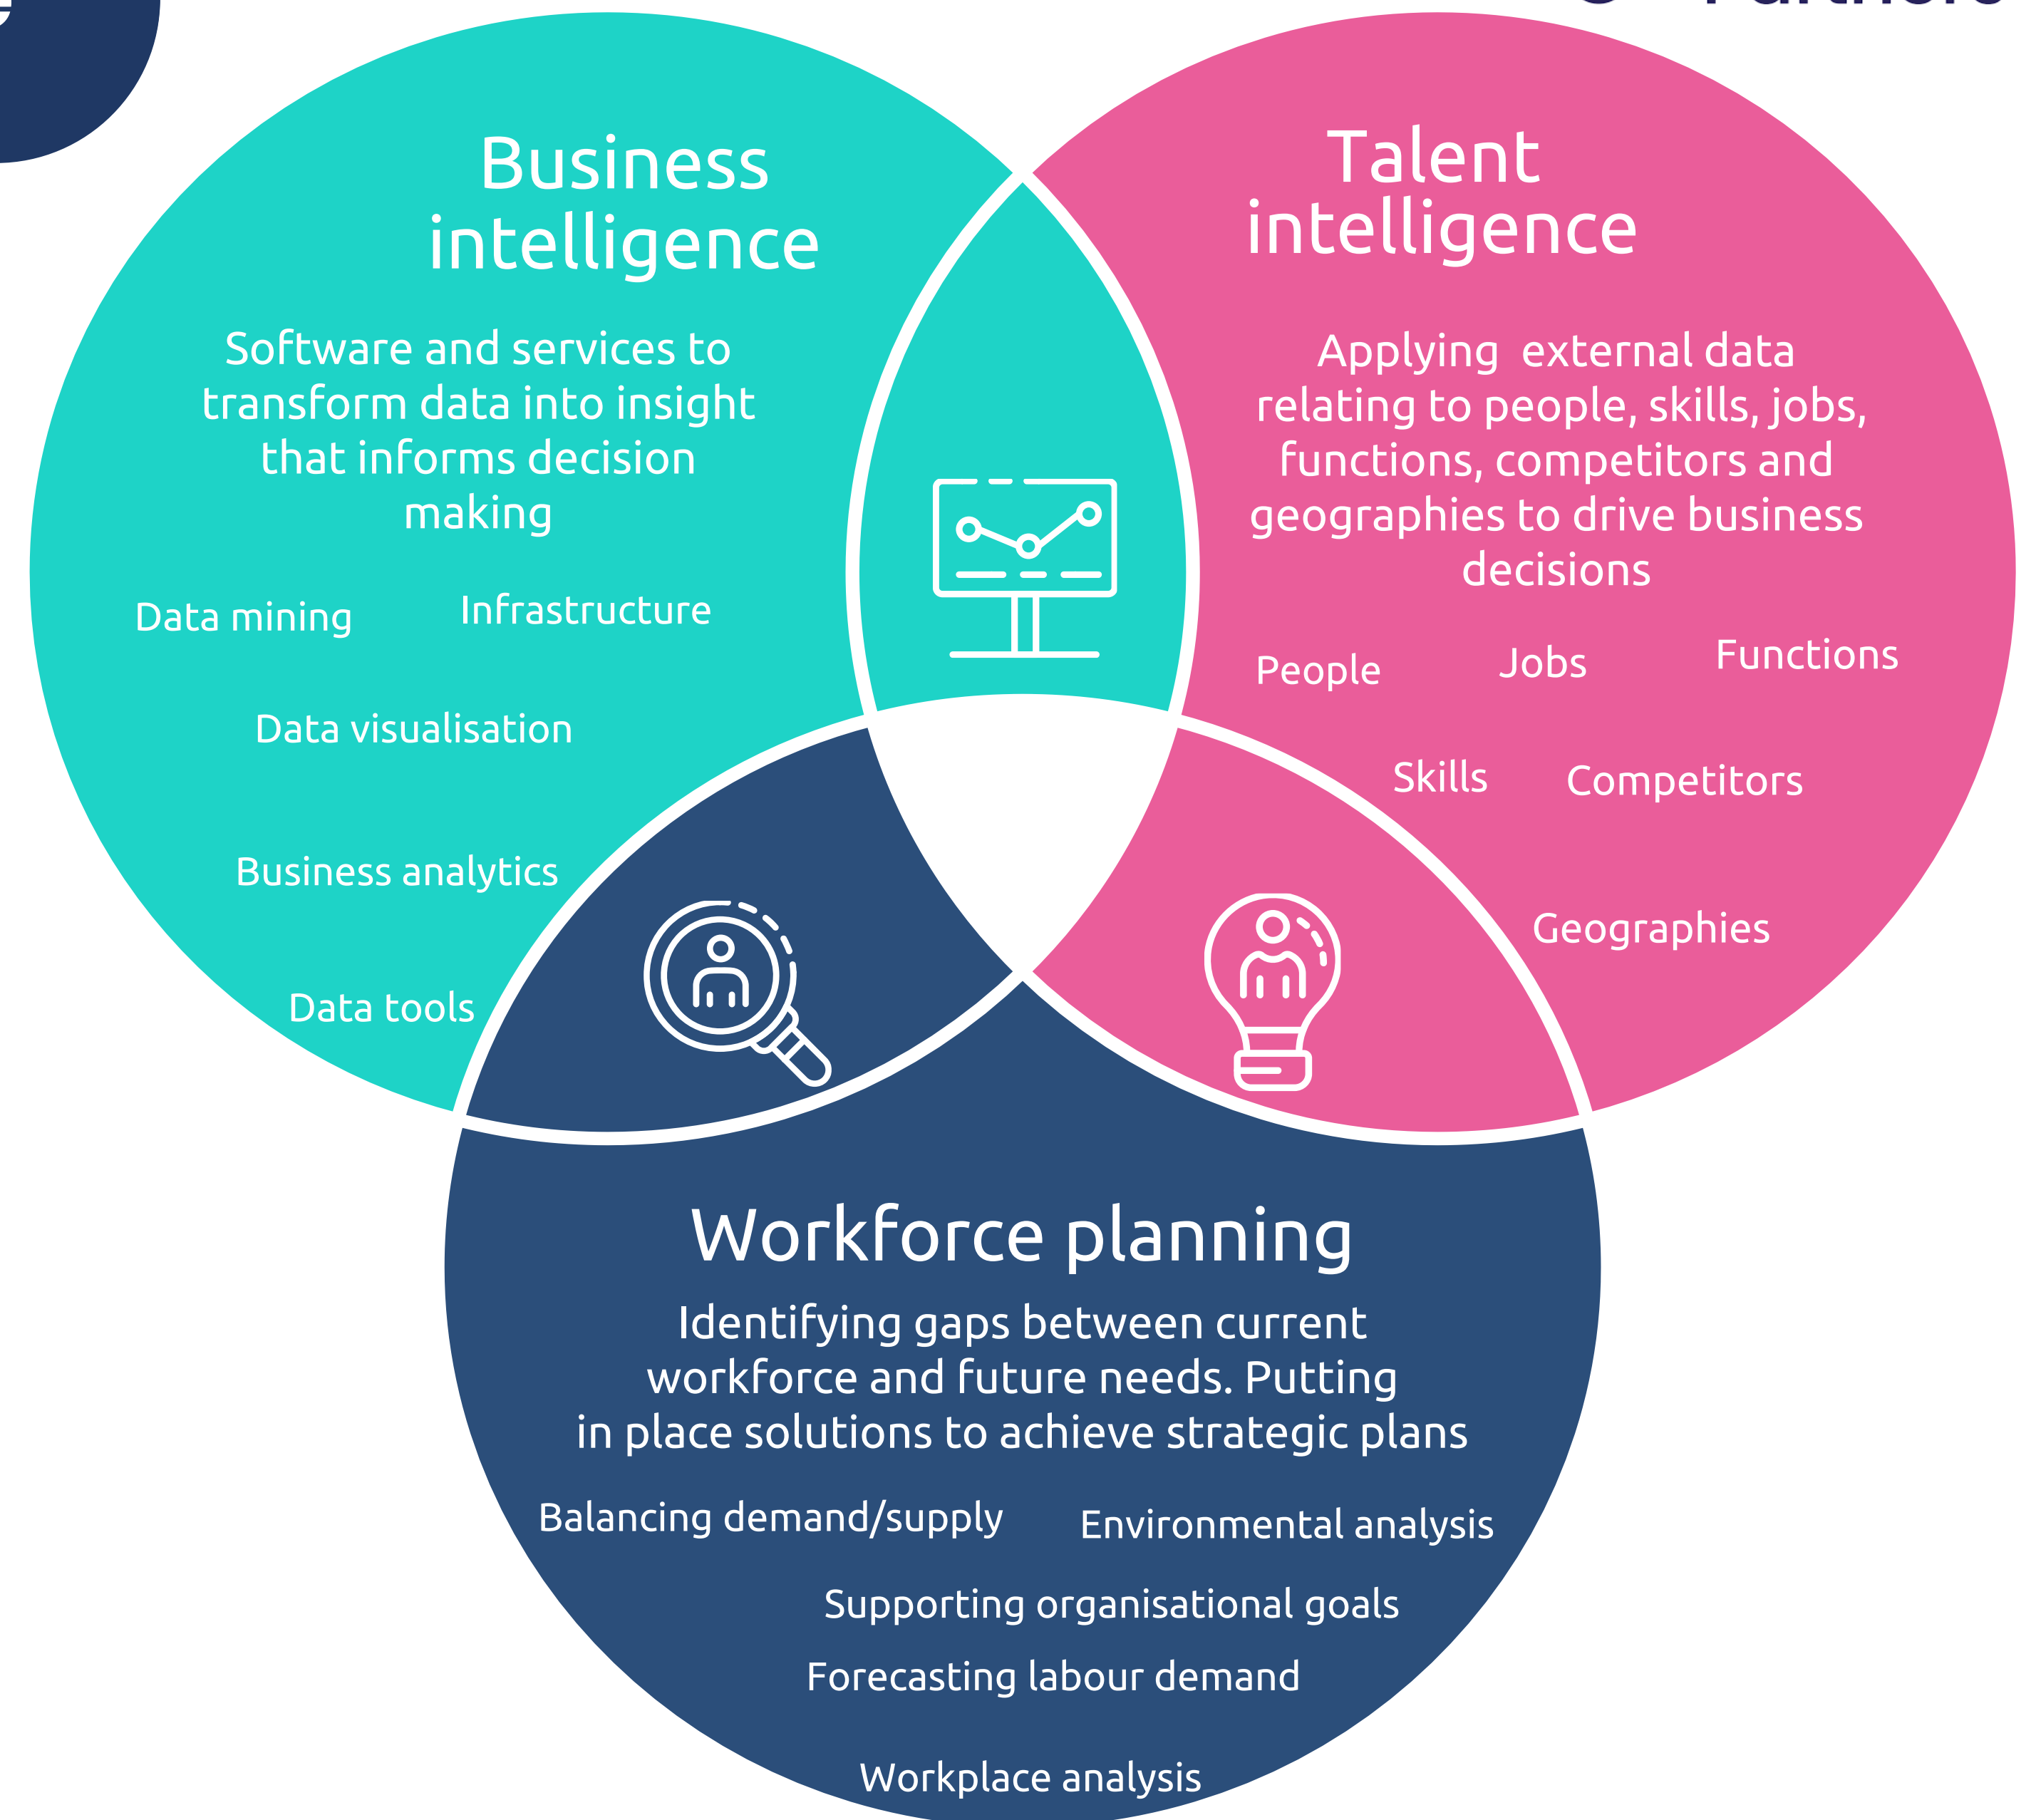 Business
intelligence
Software and services to
transform data into insight
that informs decision
making
Data mining
Infrastructure
Data visualisation
Business analytics
Data tools
Talent
intelligence
Applying external data
relating to people, skills, jobs,
functions, competitors and
geographies to drive business
decisions
People
Jobs
Functions
Skills
Competitors
Geographies
Workforce planning
Identifying gaps between current
workforce and future needs. Putting
in place solutions to achieve strategic plans
Balancing demand/supply
Environmental analysis
Supporting organisational goals
Forecasting labour demand
Workplace analysis